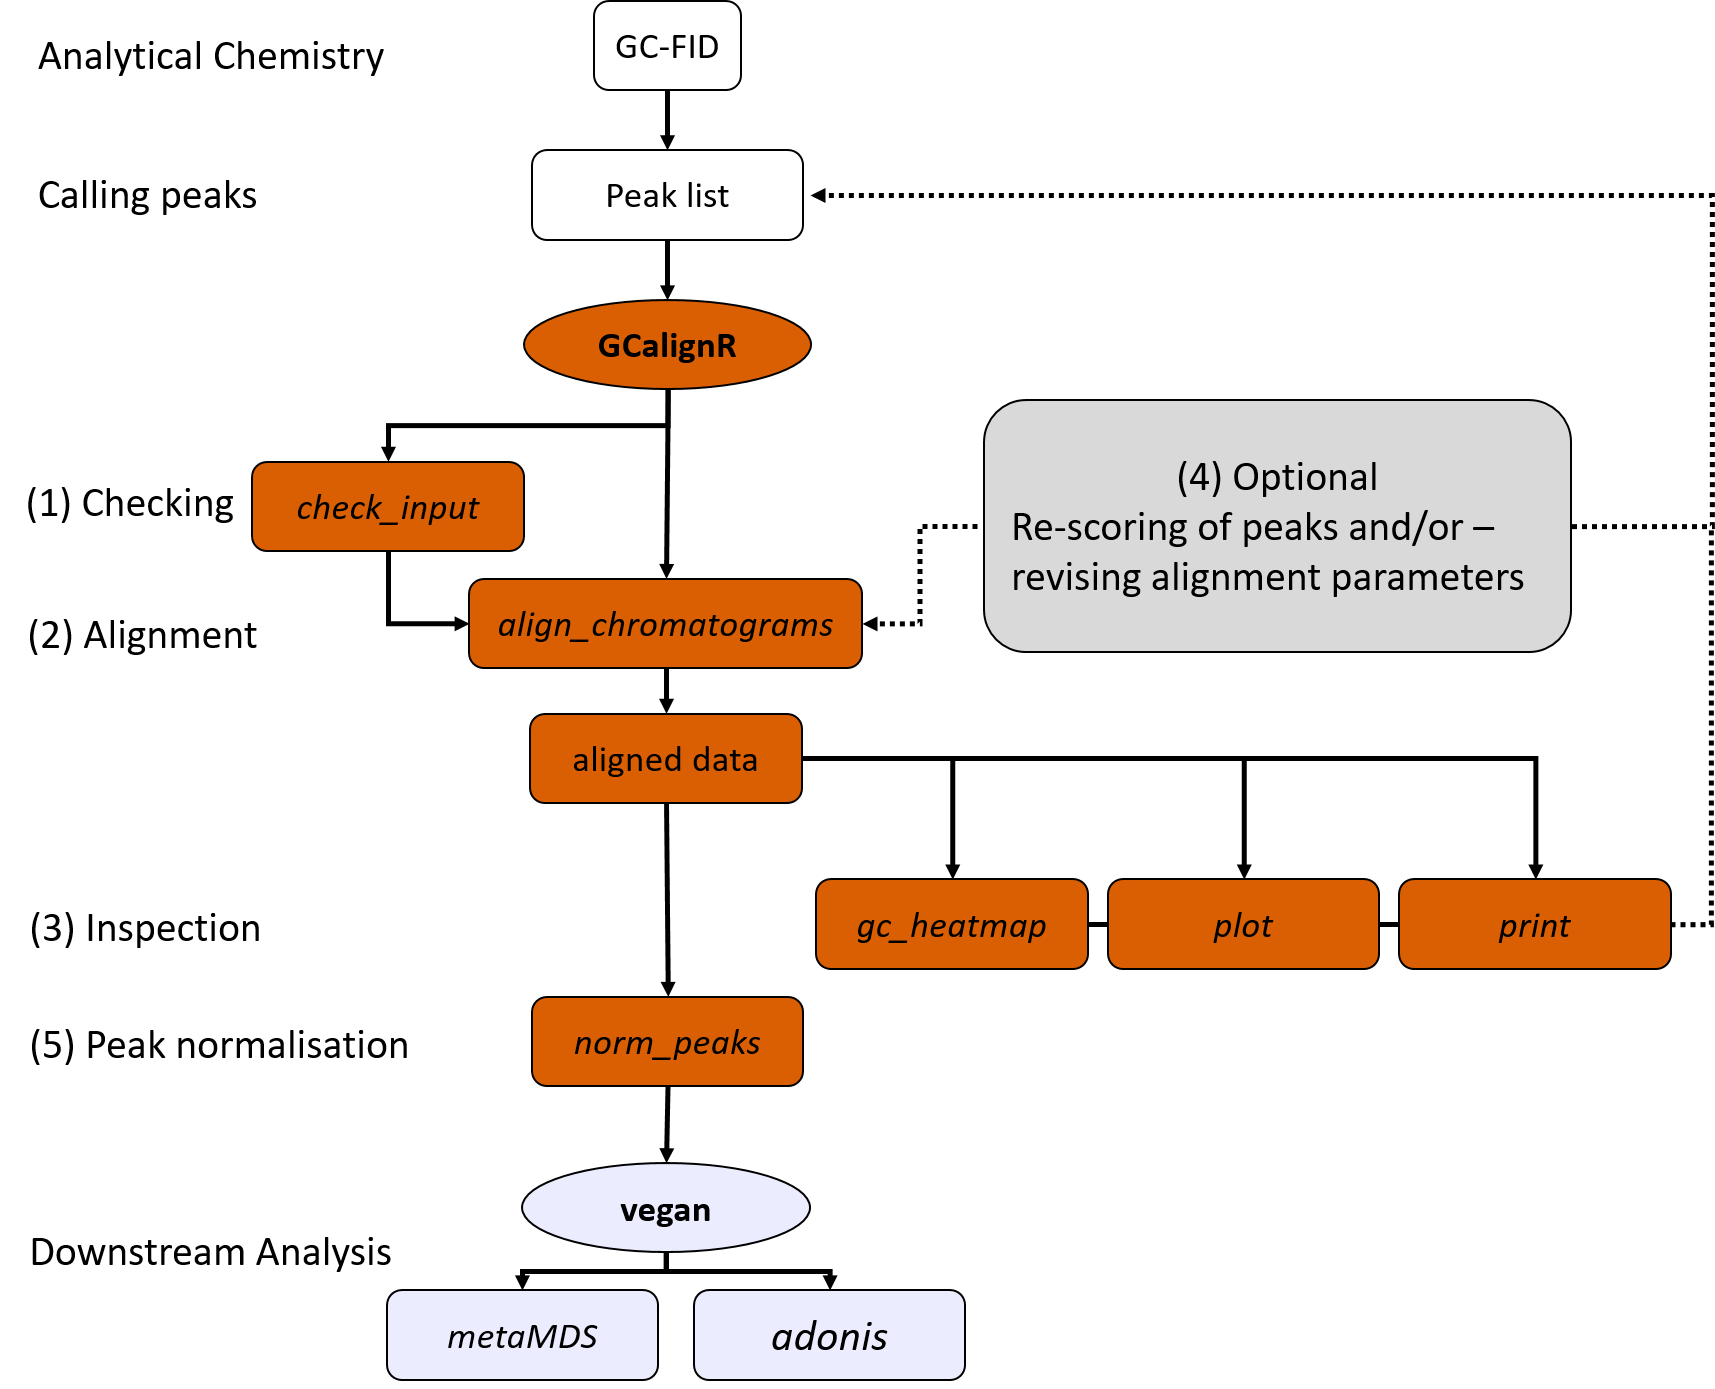 GC-FID
Analytical Chemistry
Calling peaks
Peak list
GCalignR
(4) Optional
Re-scoring of peaks and/or –
revising alignment parameters
(1) Checking
check_input
(2) Alignment
align_chromatograms
aligned data
(3) Inspection
gc_heatmap
plot
print
(5) Peak normalisation
norm_peaks
vegan
Downstream Analysis
metaMDS
adonis